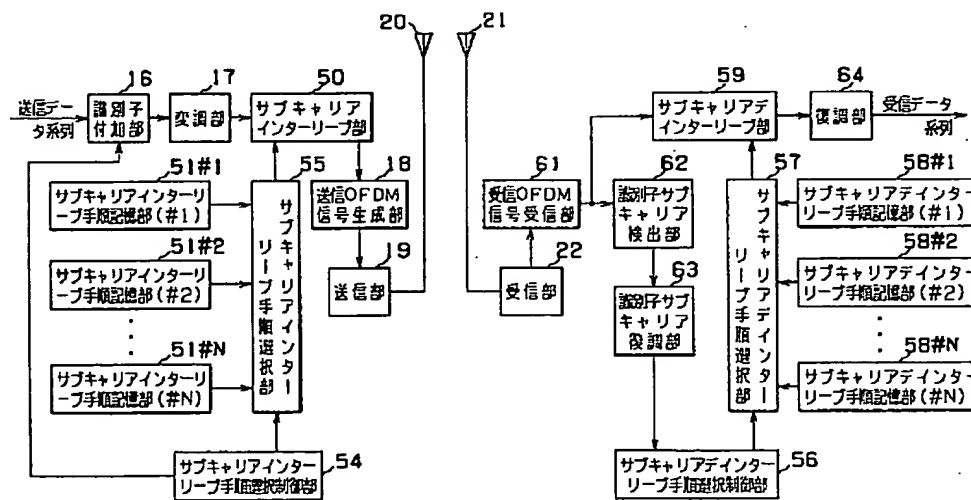 20
21
16
17
50
59
64
送信デー
タ系列
識別子
付加部
変調部
サブキャリア
インターリーブ部
サブキャリアデ
インターリーブ部
復調部
受信データ
系列
51#1
サブキャリアインターリ
ーブ手順記憶部(#1)
55
サブキャリアインター
リーブ手順選択部
18
送信OFDM
信号生成部
61
受信OFDM
信号受信部
62
識別子サブ
キャリア
検出部
57
サブキャリアデインター
リーブ手順選択部
58#1
サブキャリアデインター
リーブ手順記憶部
(#1)
51#2
サブキャリアインターリ
ーブ手順記憶部(#2)
19
送信部
22
受信部
63
識別子サブ
キャリア
復調部
58#2
サブキャリアデインター
リーブ手順記憶部
(#2)
51#N
サブキャリアインターリ
ーブ手順記憶部(#N)
58#N
サブキャリアデインター
リーブ手順記憶部
(#N)
サブキャリアインター
リーブ手順選択制御部
54
サブキャリアデインター
リーブ手順選択制御部
56